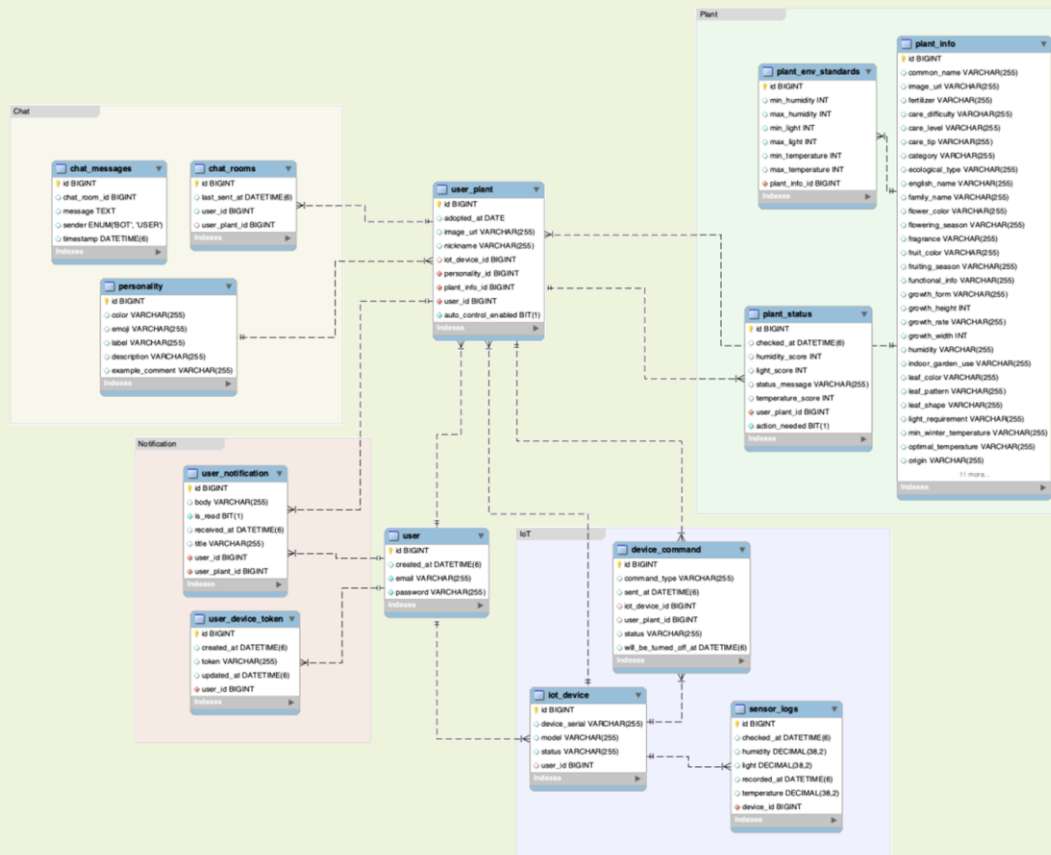 Plant
plant_info
id BIGINT
common_name VARCHAR(255)
image_url VARCHAR(255)
fertilizer VARCHAR(255)
care_difficulty VARCHAR(255)
care_level VARCHAR(255)
care_tip VARCHAR(255)
category VARCHAR(255)
ecological_type VARCHAR(255)
english_name VARCHAR(255)
family_name VARCHAR(255)
flower_color VARCHAR(255)
flowering_season VARCHAR(255)
fragrance VARCHAR(255)
fruit_color VARCHAR(255)
fruiting_season VARCHAR(255)
functional_info VARCHAR(255)
growth_form VARCHAR(255)
growth_height INT
growth_rate VARCHAR(255)
growth_width INT
humidity VARCHAR(255)
indoor_garden_use VARCHAR(255)
leaf_color VARCHAR(255)
leaf_pattern VARCHAR(255)
leaf_shape VARCHAR(255)
light_requirement VARCHAR(255)
min_winter_temperature VARCHAR(255)
optimal_temperature VARCHAR(255)
origin VARCHAR(255)
11 more...
Indexes
plant_env_standards
id BIGINT
min_humidity INT
max_humidity INT
min_light INT
max_light INT
min_temperature INT
max_temperature INT
plant_info_id BIGINT
Indexes
Chat
chat_messages
id BIGINT
chat_room_id BIGINT
message TEXT
sender ENUM('BOT', 'USER')
timestamp DATETIME(6)
Indexes
chat_rooms
id BIGINT
last_sent_at DATETIME(6)
user_id BIGINT
user_plant_id BIGINT
Indexes
personality
id BIGINT
color VARCHAR(255)
emoji VARCHAR(255)
label VARCHAR(255)
description VARCHAR(255)
example_comment VARCHAR(255)
Indexes
user_plant
id BIGINT
adopted_at DATE
image_url VARCHAR(255)
nickname VARCHAR(255)
iot_device_id BIGINT
personality_id BIGINT
plant_info_id BIGINT
user_id BIGINT
auto_control_enabled BIT(1)
Indexes
plant_status
id BIGINT
checked_at DATETIME(6)
humidity_score INT
light_score INT
status_message VARCHAR(255)
temperature_score INT
user_plant_id BIGINT
action_needed BIT(1)
Indexes
Notification
user_notification
id BIGINT
body VARCHAR(255)
is_read BIT(1)
received_at DATETIME(6)
title VARCHAR(255)
user_id BIGINT
user_plant_id BIGINT
Indexes
user_device_token
id BIGINT
created_at DATETIME(6)
token VARCHAR(255)
updated_at DATETIME(6)
user_id BIGINT
Indexes
user
id BIGINT
created_at DATETIME(6)
email VARCHAR(255)
password VARCHAR(255)
Indexes
IoT
device_command
id BIGINT
command_type VARCHAR(255)
sent_at DATETIME(6)
iot_device_id BIGINT
user_plant_id BIGINT
status VARCHAR(255)
will_be_turned_off_at DATETIME(6)
Indexes
iot_device
id BIGINT
device_serial VARCHAR(255)
model VARCHAR(255)
status VARCHAR(255)
user_id BIGINT
Indexes
sensor_logs
id BIGINT
checked_at DATETIME(6)
humidity DECIMAL(38,2)
light DECIMAL(38,2)
recorded_at DATETIME(6)
temperature DECIMAL(38,2)
device_id BIGINT
Indexes